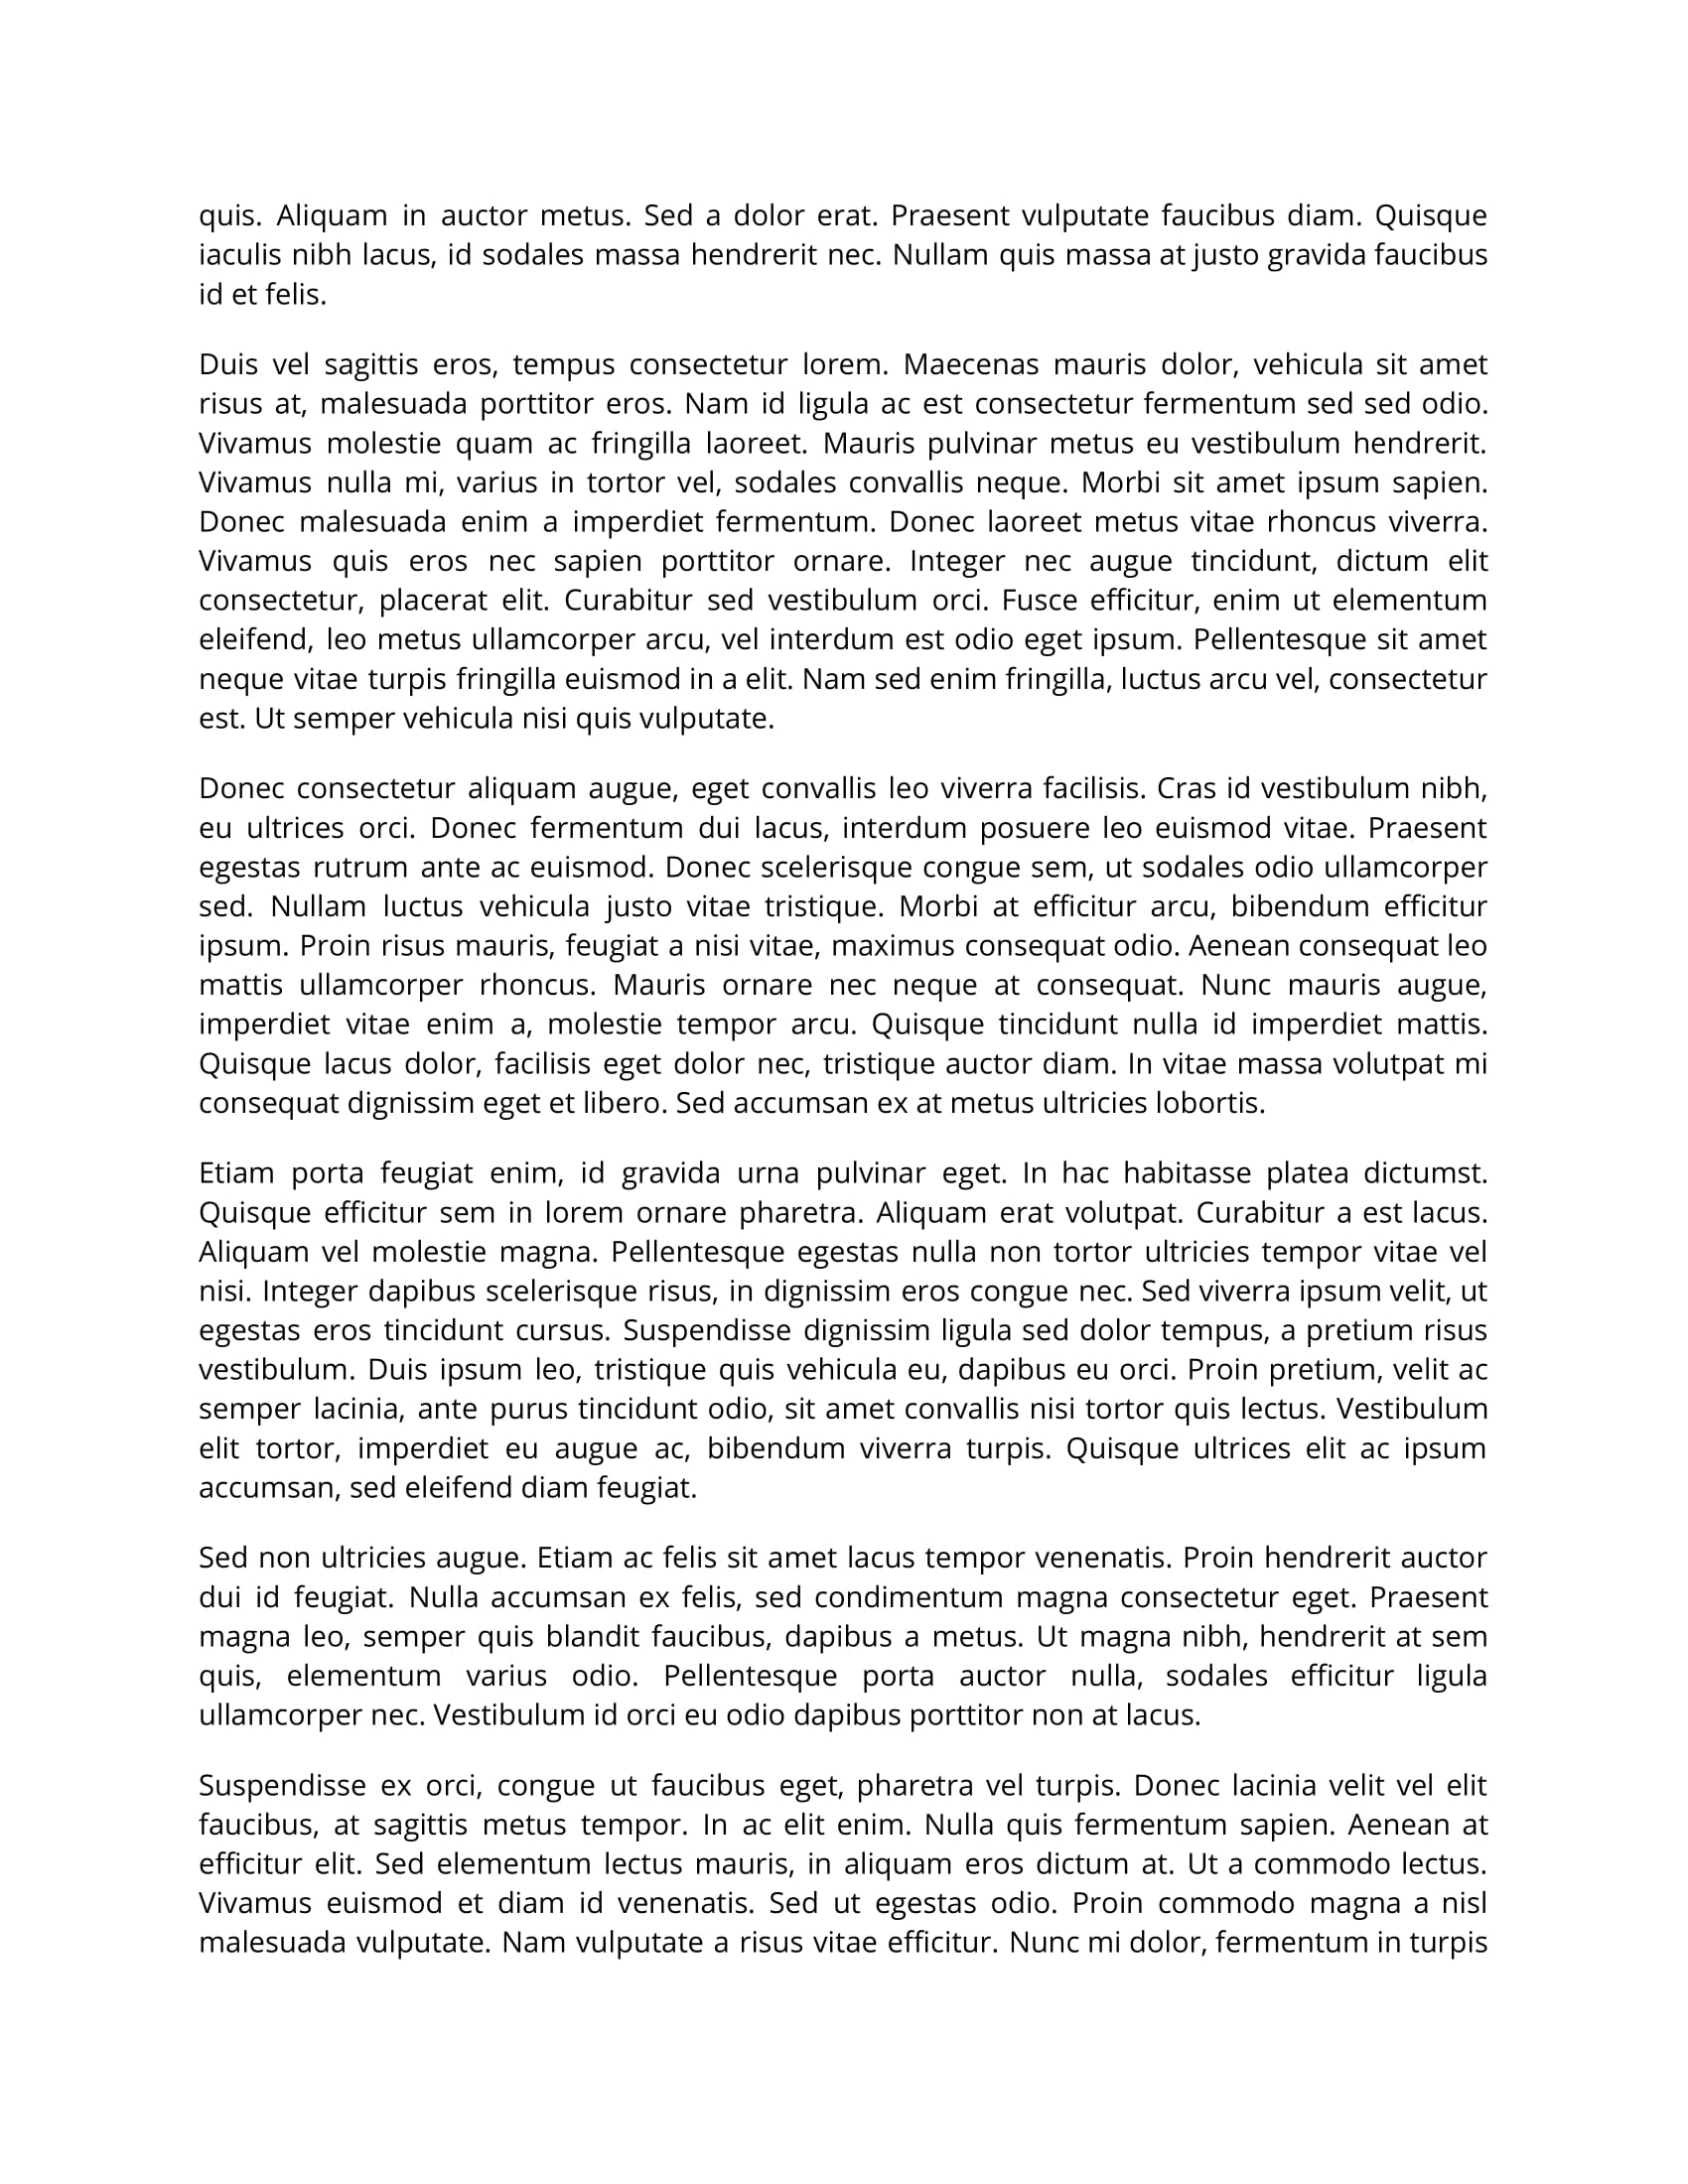 quis. Aliquam in auctor metus. Sed a dolor erat. Praesent vulputate faucibus diam. Quisque
iaculis nibh lacus, id sodales massa hendrerit nec. Nullam quis massa at justo gravida faucibus
id et felis.
Duis vel sagittis eros, tempus consectetur lorem. Maecenas mauris dolor, vehicula sit amet
risus at, malesuada porttitor eros. Nam id ligula ac est consectetur fermentum sed sed odio.
Vivamus molestie quam ac fringilla laoreet. Mauris pulvinar metus eu vestibulum hendrerit.
Vivamus nulla mi, varius in tortor vel, sodales convallis neque. Morbi sit amet ipsum sapien.
Donec malesuada enim a imperdiet fermentum. Donec laoreet metus vitae rhoncus viverra.
Vivamus quis eros nec sapien porttitor ornare. Integer nec augue tincidunt, dictum elit
consectetur, placerat elit. Curabitur sed vestibulum orci. Fusce efficitur, enim ut elementum
eleifend, leo metus ullamcorper arcu, vel interdum est odio eget ipsum. Pellentesque sit amet
neque vitae turpis fringilla euismod in a elit. Nam sed enim fringilla, luctus arcu vel, consectetur
est. Ut semper vehicula nisi quis vulputate.
Donec consectetur aliquam augue, eget convallis leo viverra facilisis. Cras id vestibulum nibh,
eu ultrices orci. Donec fermentum dui lacus, interdum posuere leo euismod vitae. Praesent
egestas rutrum ante ac euismod. Donec scelerisque congue sem, ut sodales odio ullamcorper
sed. Nullam luctus vehicula justo vitae tristique. Morbi at efficitur arcu, bibendum efficitur
ipsum. Proin risus mauris, feugiat a nisi vitae, maximus consequat odio. Aenean consequat leo
mattis ullamcorper rhoncus. Mauris ornare nec neque at consequat. Nunc mauris augue,
imperdiet vitae enim a, molestie tempor arcu. Quisque tincidunt nulla id imperdiet mattis.
Quisque lacus dolor, facilisis eget dolor nec, tristique auctor diam. In vitae massa volutpat mi
consequat dignissim eget et libero. Sed accumsan ex at metus ultricies lobortis.
Etiam porta feugiat enim, id gravida urna pulvinar eget. In hac habitasse platea dictumst.
Quisque efficitur sem in lorem ornare pharetra. Aliquam erat volutpat. Curabitur a est lacus.
Aliquam vel molestie magna. Pellentesque egestas nulla non tortor ultricies tempor vitae vel
nisi. Integer dapibus scelerisque risus, in dignissim eros congue nec. Sed viverra ipsum velit, ut
egestas eros tincidunt cursus. Suspendisse dignissim ligula sed dolor tempus, a pretium risus
vestibulum. Duis ipsum leo, tristique quis vehicula eu, dapibus eu orci. Proin pretium, velit ac
semper lacinia, ante purus tincidunt odio, sit amet convallis nisi tortor quis lectus. Vestibulum
elit tortor, imperdiet eu augue ac, bibendum viverra turpis. Quisque ultrices elit ac ipsum
accumsan, sed eleifend diam feugiat.
Sed non ultricies augue. Etiam ac felis sit amet lacus tempor venenatis. Proin hendrerit auctor
dui id feugiat. Nulla accumsan ex felis, sed condimentum magna consectetur eget. Praesent
magna leo, semper quis blandit faucibus, dapibus a metus. Ut magna nibh, hendrerit at sem
quis, elementum varius odio. Pellentesque porta auctor nulla, sodales efficitur ligula
ullamcorper nec. Vestibulum id orci eu odio dapibus porttitor non at lacus.
Suspendisse ex orci, congue ut faucibus eget, pharetra vel turpis. Donec lacinia velit vel elit
faucibus, at sagittis metus tempor. In ac elit enim. Nulla quis fermentum sapien. Aenean at
efficitur elit. Sed elementum lectus mauris, in aliquam eros dictum at. Ut a commodo lectus.
Vivamus euismod et diam id venenatis. Sed ut egestas odio. Proin commodo magna a nisl
malesuada vulputate. Nam vulputate a risus vitae efficitur. Nunc mi dolor, fermentum in turpis